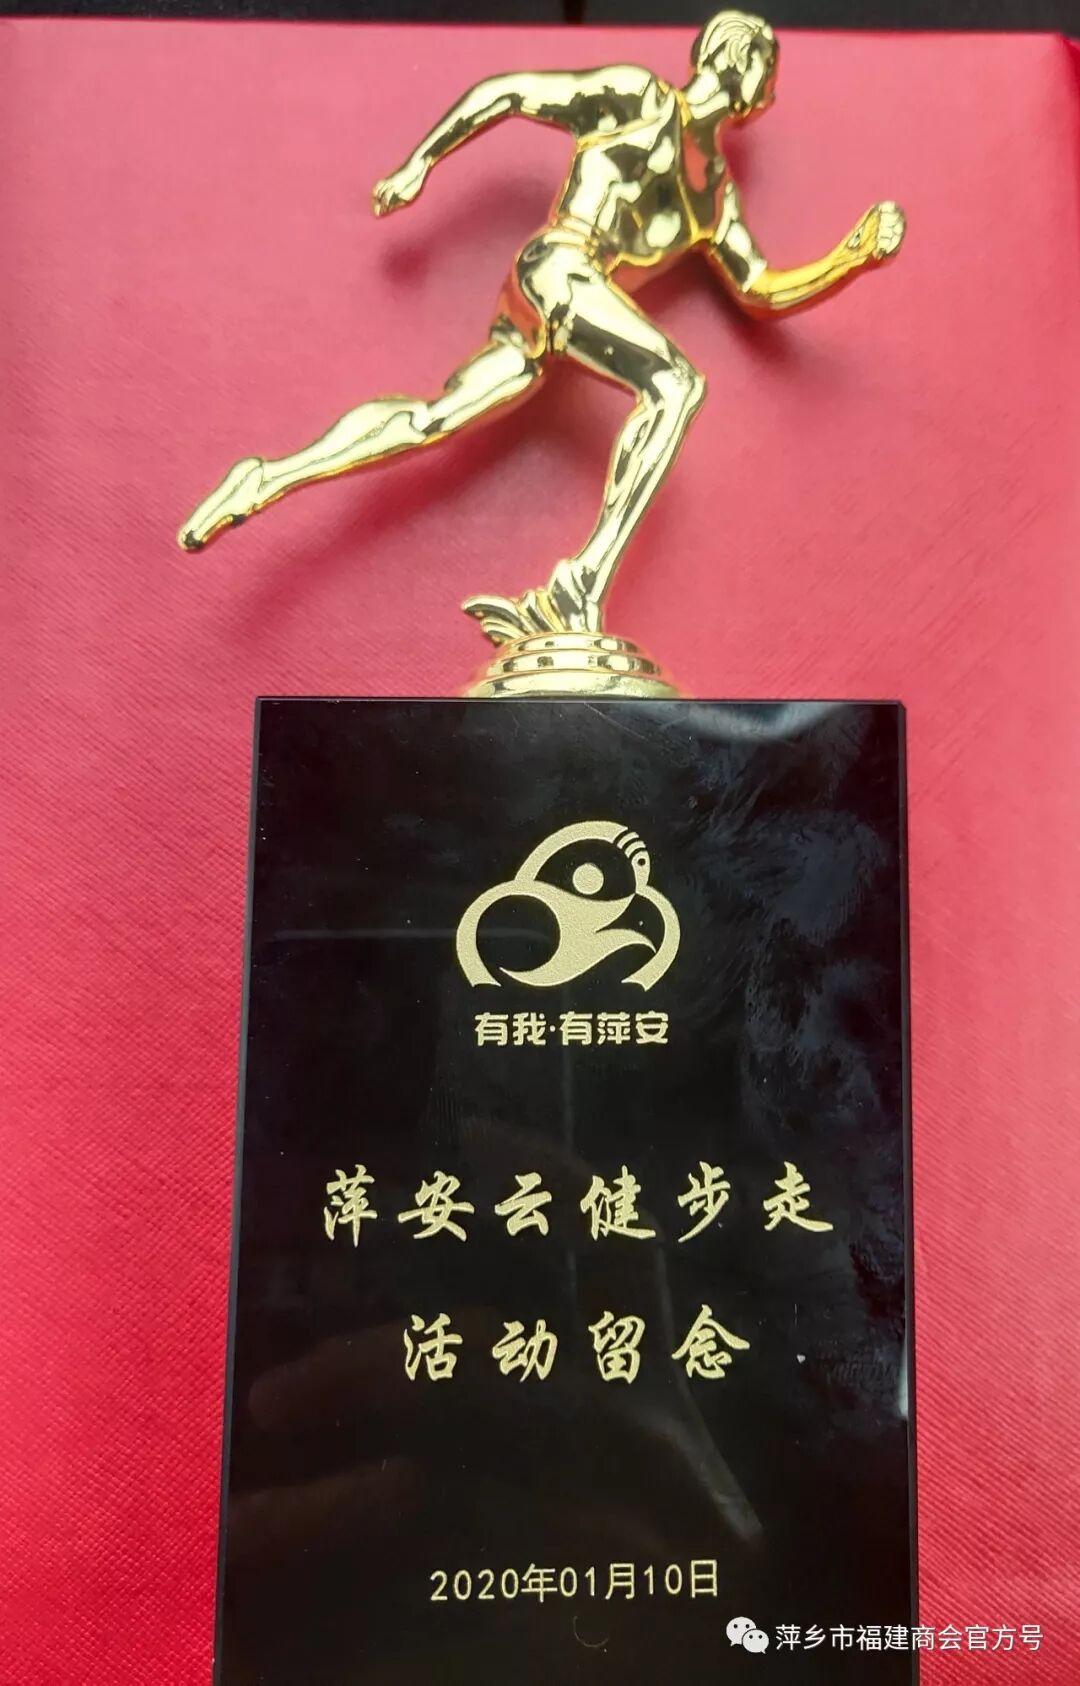 有我·有萍安
萍安云健步走
活动留念
2020年01月10日
萍乡市福建商会官方号